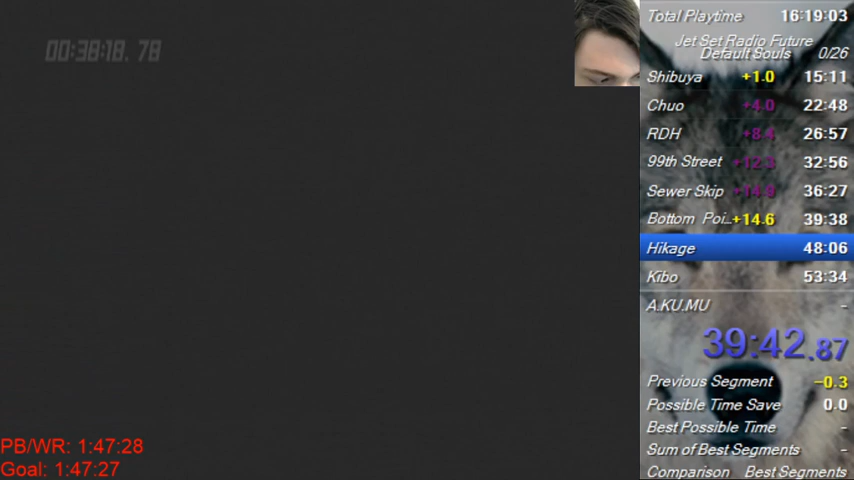 00:38:18.78
Total Playtime 16:19:03
Jet Set Radio Future
Default Souls 0/26
Shibuya +1.0 15:11
Chuo +4.0 22:48
RDH +8.4 26:57
99th Street +12.3 32:56
Sewer Skip +14.9 36:27
Bottom Poi... +14.6 39:38
Hikage 48:06
Kibo 53:34
A.KU.MU -
39:42.87
Previous Segment -0.3
Possible Time Save 0.0
Best Possible Time -
Sum of Best Segments -
Comparison Best Segments
PB/WR: 1:47:28
Goal: 1:47:27